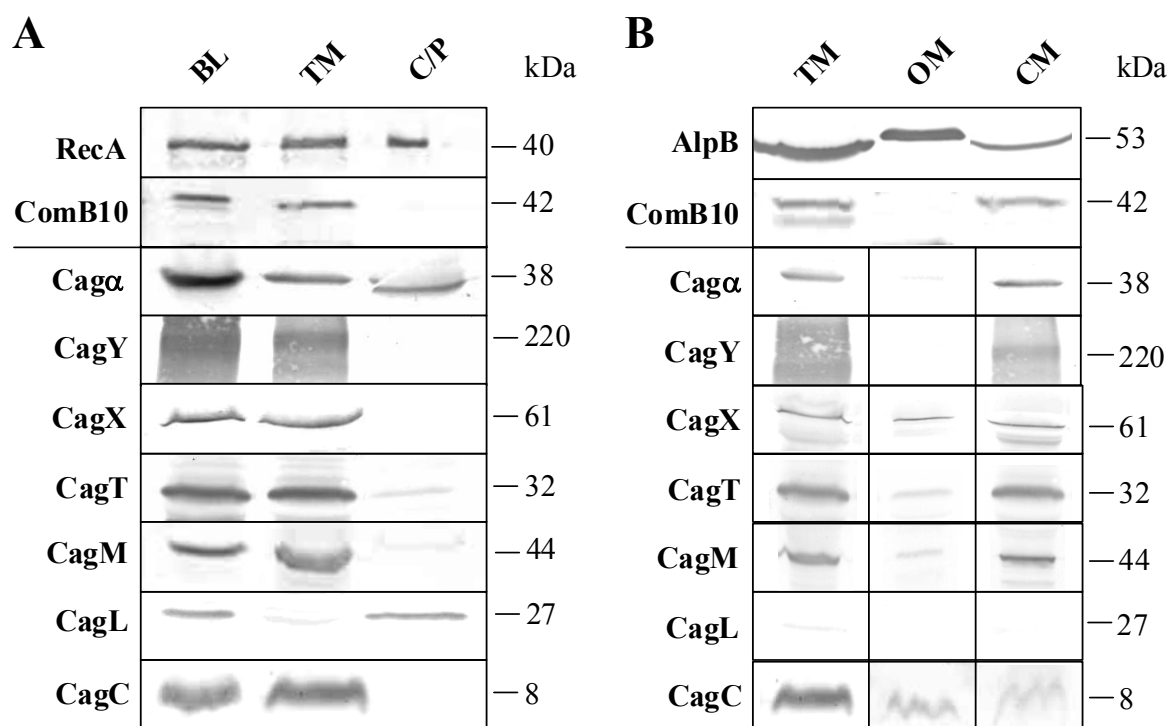 A
BL TM C/P kDa
RecA 40
ComB10 42
Cagα 38
CagY 220
CagX 61
CagT 32
CagM 44
CagL 27
CagC 8
B
TM OM CM kDa
AlpB 53
ComB10 42
Cagα 38
CagY 220
CagX 61
CagT 32
CagM 44
CagL 27
CagC 8